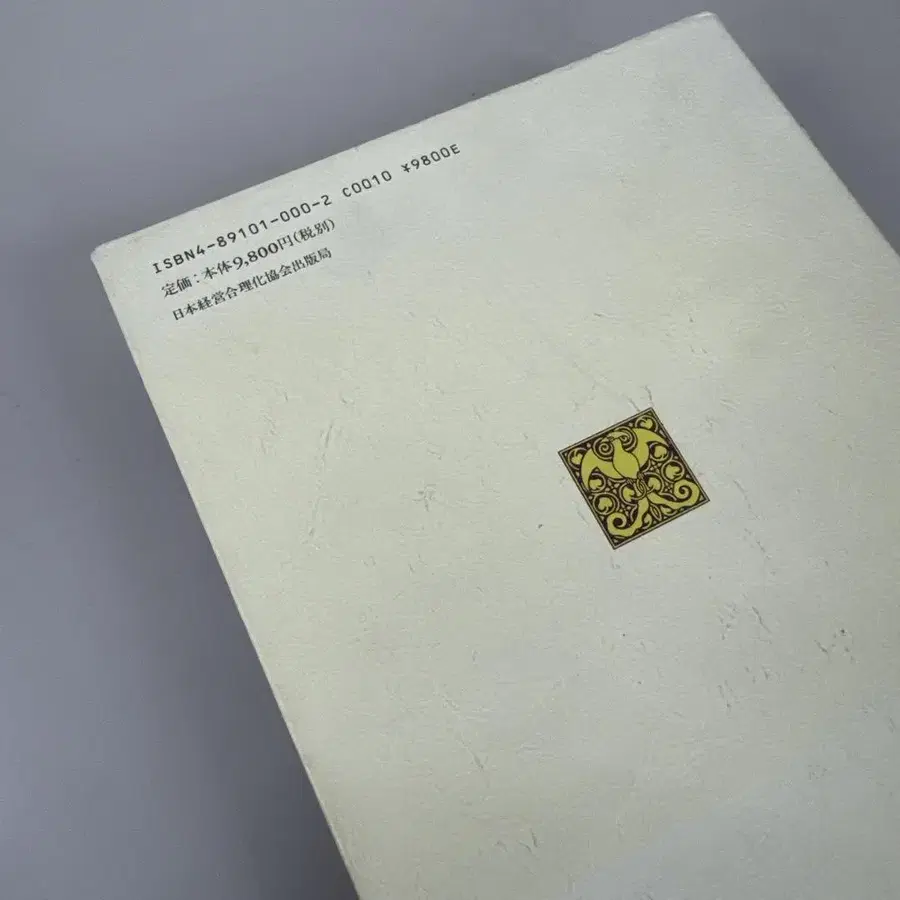 ISBN4-89101-000-2 C0010 ¥9800E
定価：本体9,800円(税別)
日本経営合理化協会出版局